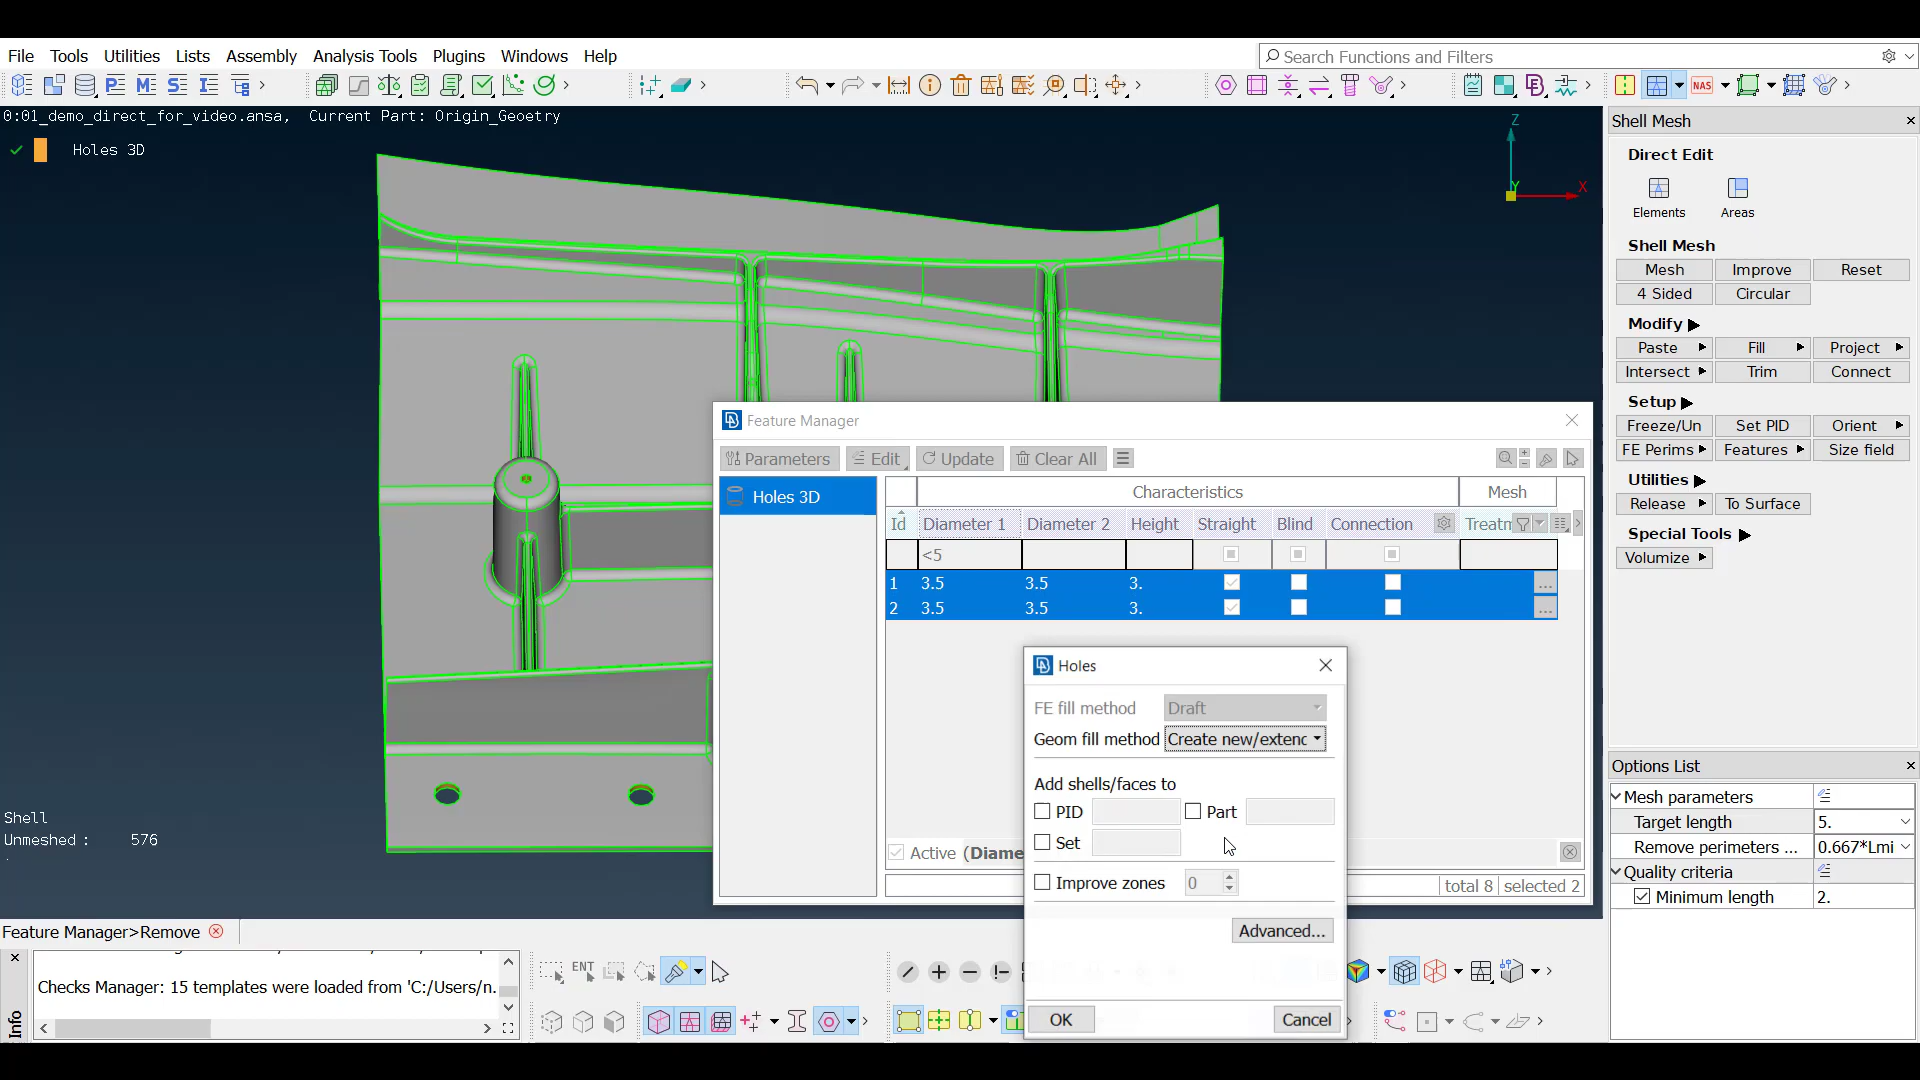 File Tools Utilities Lists Assembly Analysis Tools Plugins Windows Help
Search Functions and Filters
NAS
0:01_demo_direct_for_video.ansa, Current Part: Origin_Geoetry
Holes 3D
Z
Y
X
Shell
Unmeshed : 576
Feature Manager
Parameters Edit Update Clear All
Holes 3D
Characteristics Mesh
Id Diameter 1 Diameter 2 Height Straight Blind Connection Treatn
<5
1 3.5 3.5 3. ...
2 3.5 3.5 3. ...
Active (Diame
total 8 selected 2
Holes
FE fill method Draft
Geom fill method Create new/extenc
Add shells/faces to
PID Part
Set
Improve zones 0
Advanced...
OK Cancel
Shell Mesh
Direct Edit
Elements Areas
Shell Mesh
Mesh Improve Reset
4 Sided Circular
Modify
Paste Fill Project
Intersect Trim Connect
Setup
Freeze/Un Set PID Orient
FE Perims Features Size field
Utilities
Release To Surface
Special Tools
Volumize
Options List
Mesh parameters
Target length 5.
Remove perimeters ... 0.667*Lmi
Quality criteria
Minimum length 2.
Feature Manager>Remove
Checks Manager: 15 templates were loaded from 'C:/Users/n.
Info
ENT